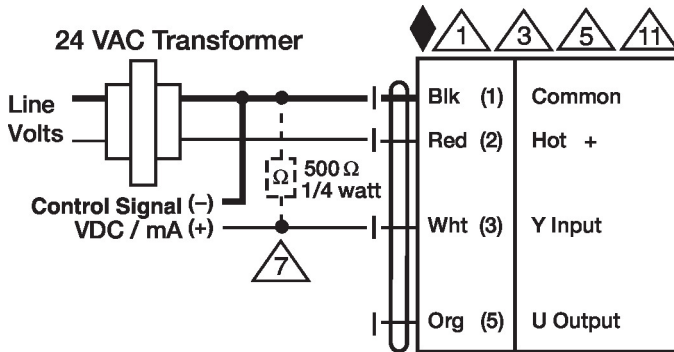 24 VAC Transformer
1 3 5 11
Line
Volts
Blk (1) Common
Red (2) Hot +
Ω 500 Ω
1/4 watt
Control Signal (–)
VDC / mA (+)
Wht (3) Y Input
7
Org (5) U Output